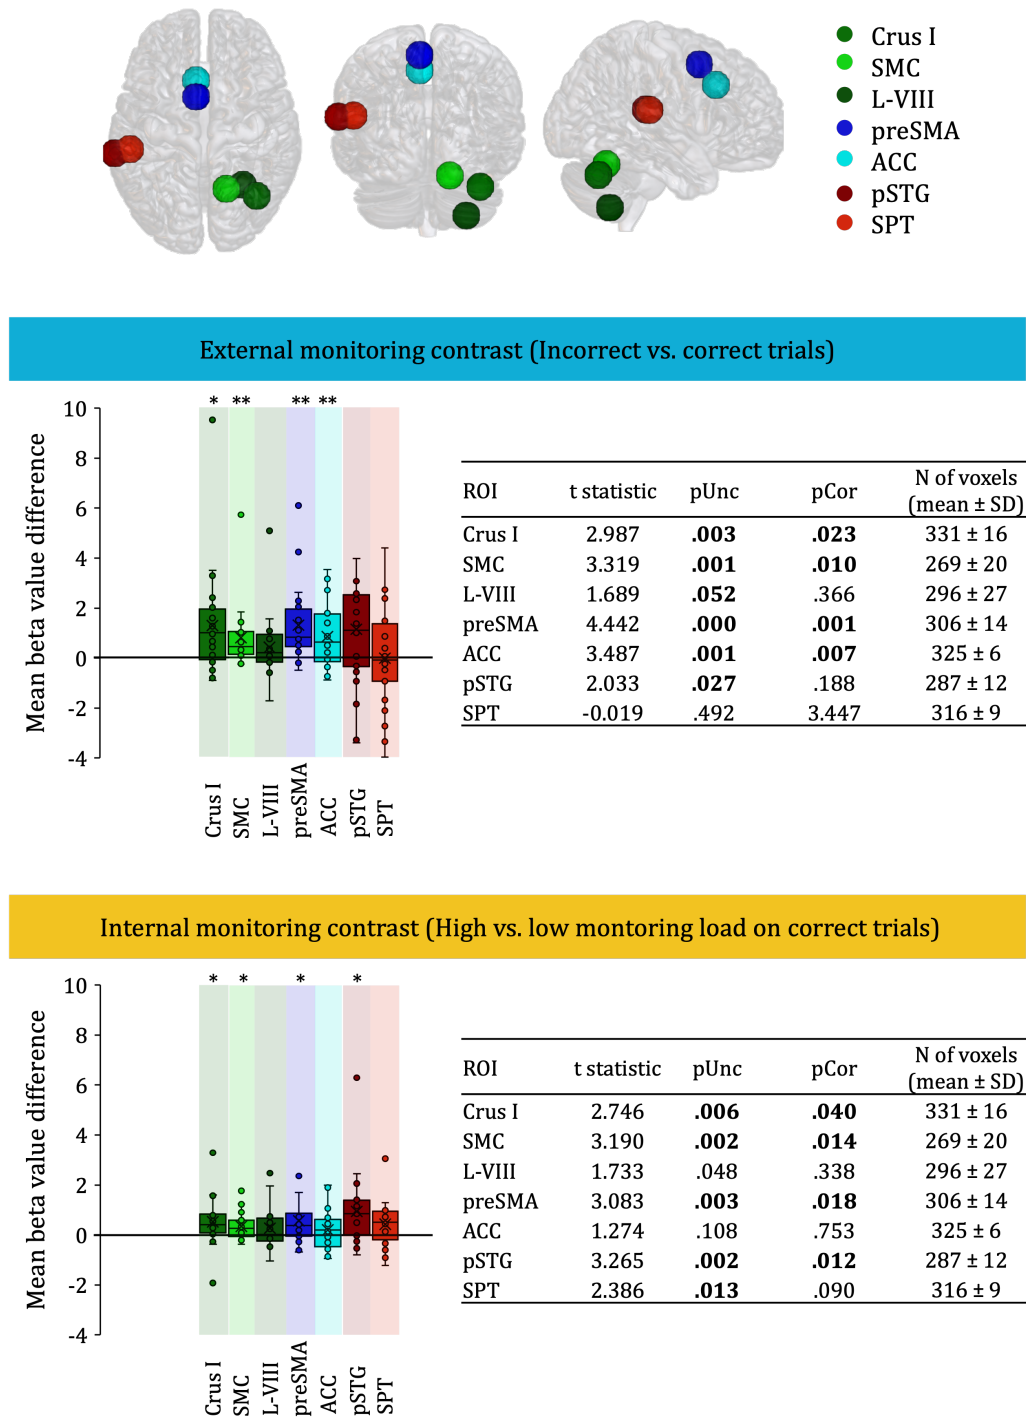 Crus I
SMC
L-VIII
preSMA
ACC
pSTG
SPT
External monitoring contrast (Incorrect vs. correct trials)
* ** ** **
Mean beta value difference
10
8
6
4
2
0
-2
-4
Crus I
SMC
L-VIII
preSMA
ACC
pSTG
SPT
ROI t statistic pUnc pCor N of voxels (mean ± SD)
Crus I 2.987 .003 .023 331 ± 16
SMC 3.319 .001 .010 269 ± 20
L-VIII 1.689 .052 .366 296 ± 27
preSMA 4.442 .000 .001 306 ± 14
ACC 3.487 .001 .007 325 ± 6
pSTG 2.033 .027 .188 287 ± 12
SPT -0.019 .492 3.447 316 ± 9
Internal monitoring contrast (High vs. low montoring load on correct trials)
* * * *
Mean beta value difference
10
8
6
4
2
0
-2
-4
Crus I
SMC
L-VIII
preSMA
ACC
pSTG
SPT
ROI t statistic pUnc pCor N of voxels (mean ± SD)
Crus I 2.746 .006 .040 331 ± 16
SMC 3.190 .002 .014 269 ± 20
L-VIII 1.733 .048 .338 296 ± 27
preSMA 3.083 .003 .018 306 ± 14
ACC 1.274 .108 .753 325 ± 6
pSTG 3.265 .002 .012 287 ± 12
SPT 2.386 .013 .090 316 ± 9